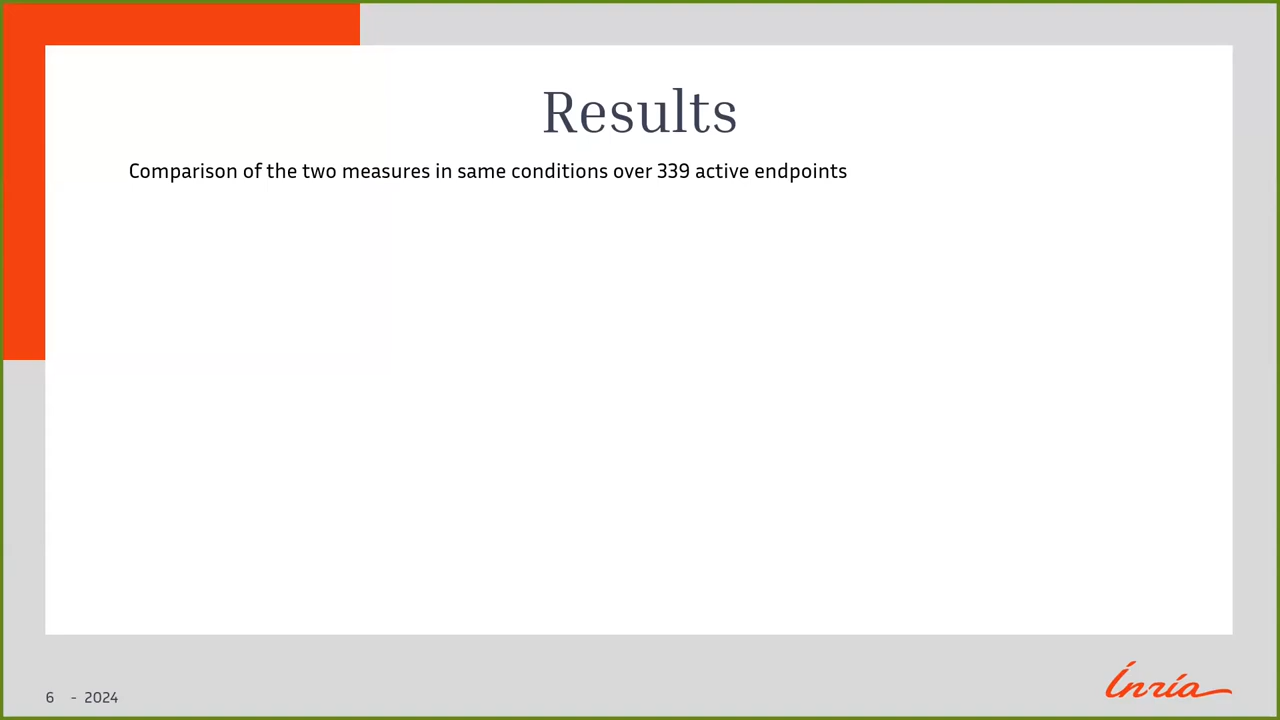 Results
Comparison of the two measures in same conditions over 339 active endpoints
6 - 2024
Inria